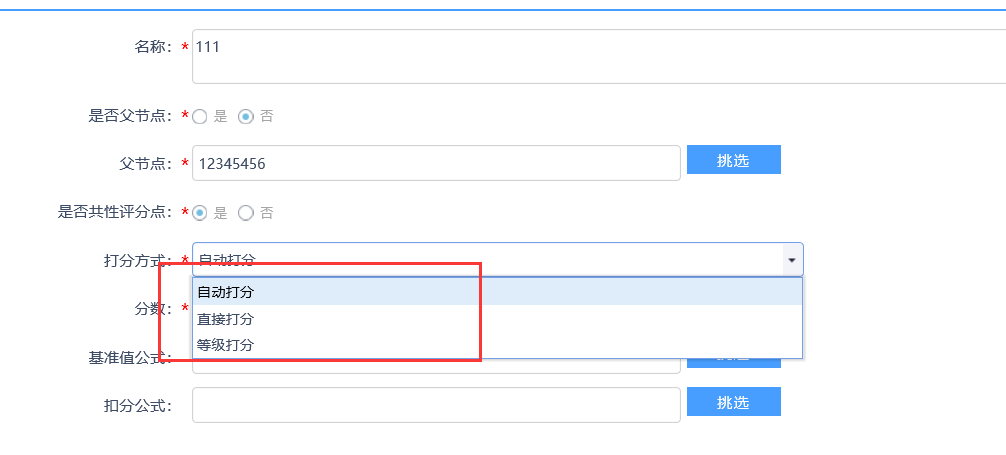 名称： * 111
是否父节点： * 是 否
父节点： * 12345456 挑选
是否共性评分点： * 是 否
打分方式： * 自动打分
自动打分
分数： *
直接打分
等级打分
基准值公式： 挑选
扣分公式： 挑选